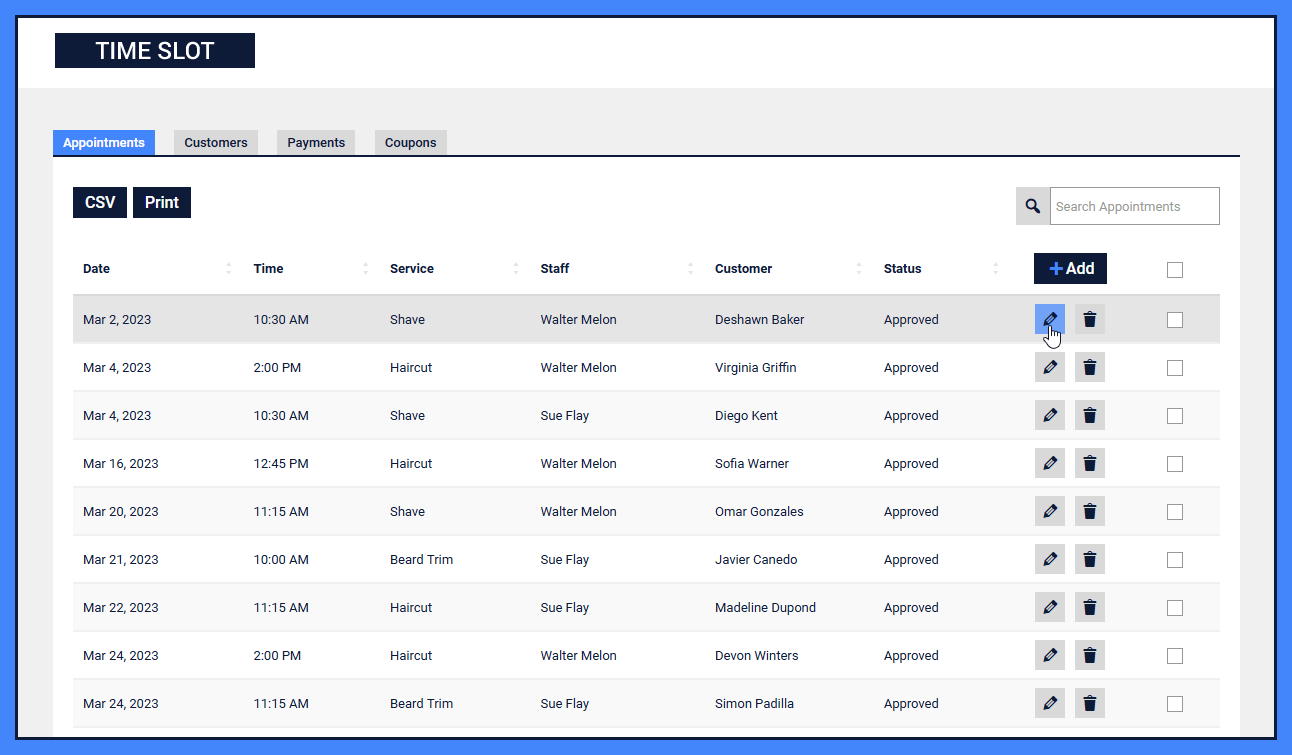 TIME SLOT
Appointments Customers Payments Coupons
CSV Print Search Appointments
Date Time Service Staff Customer Status +Add
Mar 2, 2023 10:30 AM Shave Walter Melon Deshawn Baker Approved
Mar 4, 2023 2:00 PM Haircut Walter Melon Virginia Griffin Approved
Mar 4, 2023 10:30 AM Shave Sue Flay Diego Kent Approved
Mar 16, 2023 12:45 PM Haircut Walter Melon Sofia Warner Approved
Mar 20, 2023 11:15 AM Shave Walter Melon Omar Gonzales Approved
Mar 21, 2023 10:00 AM Beard Trim Sue Flay Javier Canedo Approved
Mar 22, 2023 11:15 AM Haircut Sue Flay Madeline Dupond Approved
Mar 24, 2023 2:00 PM Haircut Walter Melon Devon Winters Approved
Mar 24, 2023 11:15 AM Beard Trim Sue Flay Simon Padilla Approved